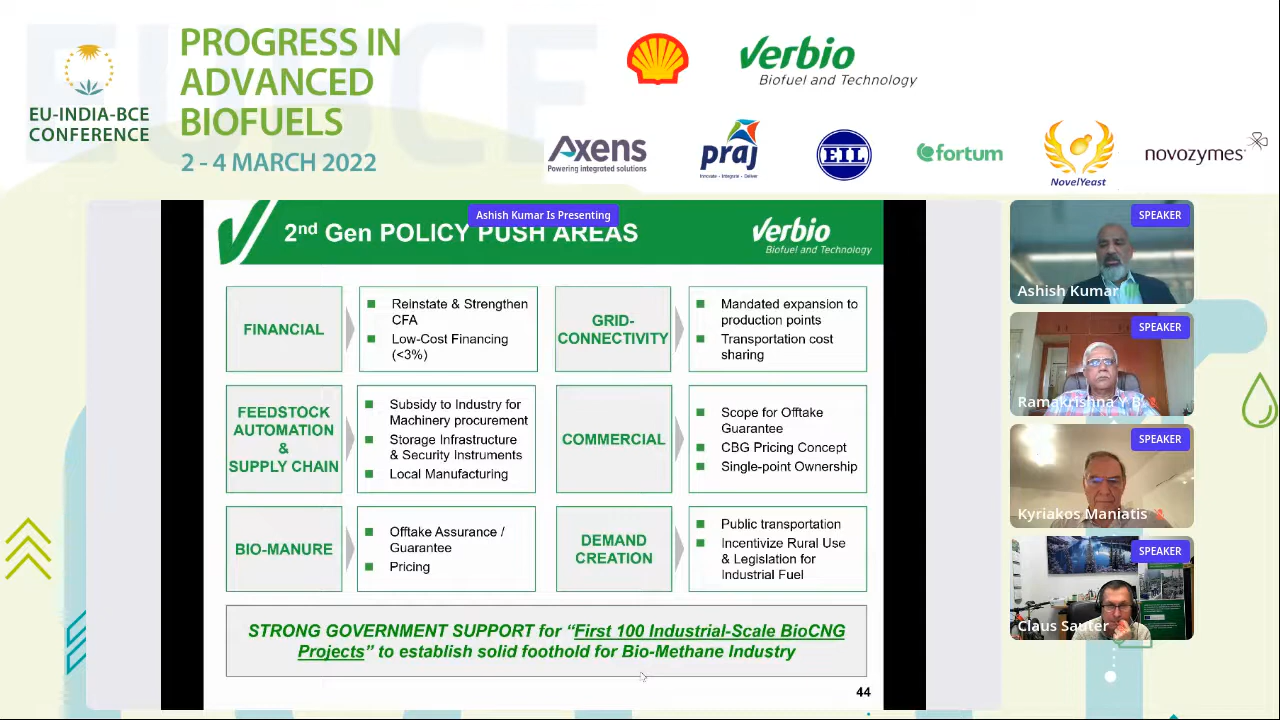 EU-INDIA-BCE
CONFERENCE
PROGRESS IN
ADVANCED
BIOFUELS
2 - 4 MARCH 2022
verbio
Biofuel and Technology
Axens
Powering integrated solutions
praj
Innovate • Integrate • Deliver
EIL
fortum
NovelYeast
novozymes
Ashish Kumar Is Presenting
2nd Gen POLICY PUSH AREAS
verbio
Biofuel and Technology
FINANCIAL
Reinstate & Strengthen
CFA
Low-Cost Financing
(<3%)
GRID-
CONNECTIVITY
Mandated expansion to
production points
Transportation cost
sharing
FEEDSTOCK
AUTOMATION
&
SUPPLY CHAIN
Subsidy to Industry for
Machinery procurement
Storage Infrastructure
& Security Instruments
Local Manufacturing
COMMERCIAL
Scope for Offtake
Guarantee
CBG Pricing Concept
Single-point Ownership
BIO-MANURE
Offtake Assurance /
Guarantee
Pricing
DEMAND
CREATION
Public transportation
Incentivize Rural Use
& Legislation for
Industrial Fuel
STRONG GOVERNMENT SUPPORT for “First 100 Industrial-Scale BioCNG
Projects” to establish solid foothold for Bio-Methane Industry
44
SPEAKER
Ashish Kumar
SPEAKER
Ramakrishna Y B
SPEAKER
Kyriakos Maniatis
SPEAKER
Claus Sauter